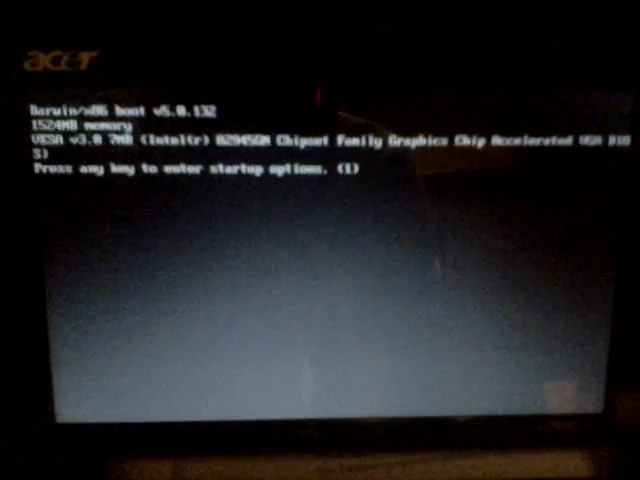 acer
Darwin/x86 boot v5.0.132
1524MB memory
VESA v3.0 7MB (Intel(r) 82945GM Chipset Family Graphics Chip Accelerated VGA BIO
S)
Press any key to enter startup options. (1)